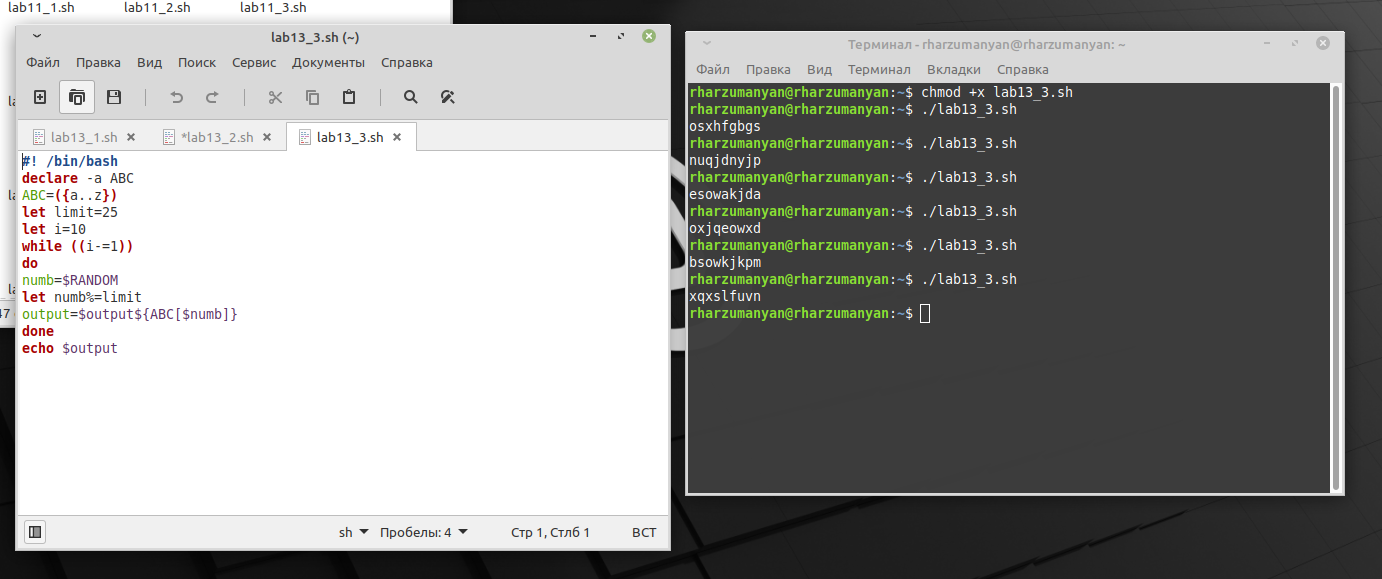 lab11_1.sh lab11_2.sh lab11_3.sh
lab13_3.sh (~)
Файл Правка Вид Поиск Сервис Документы Справка
lab13_1.sh *lab13_2.sh lab13_3.sh
#! /bin/bash
declare -a ABC
ABC=({a..z})
let limit=25
let i=10
while ((i-=1))
do
numb=$RANDOM
let numb%=limit
output=$output${ABC[$numb]}
done
echo $output
sh Пробелы: 4 Стр 1, Стлб 1 ВСТ
Терминал - rharzumanyan@rharzumanyan: ~
Файл Правка Вид Терминал Вкладки Справка
rharzumanyan@rharzumanyan:~$ chmod +x lab13_3.sh
rharzumanyan@rharzumanyan:~$ ./lab13_3.sh
osxhfgbgs
rharzumanyan@rharzumanyan:~$ ./lab13_3.sh
nuqjdnyjp
rharzumanyan@rharzumanyan:~$ ./lab13_3.sh
esowakjda
rharzumanyan@rharzumanyan:~$ ./lab13_3.sh
oxjqeowxd
rharzumanyan@rharzumanyan:~$ ./lab13_3.sh
bsowkjkpm
rharzumanyan@rharzumanyan:~$ ./lab13_3.sh
xqxslfuvn
rharzumanyan@rharzumanyan:~$